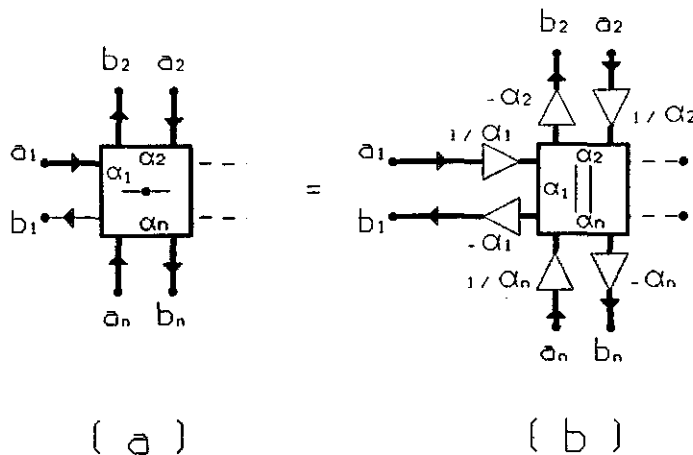 b₂ a₂
a₁ α₁ α₂ αn
b₁
an bn
=
b₂ a₂
-α₂ 1/α₂
a₁ 1/α₁ α₁ α₂ αn
b₁ -α₁
1/αn -αn
an bn
(a) (b)